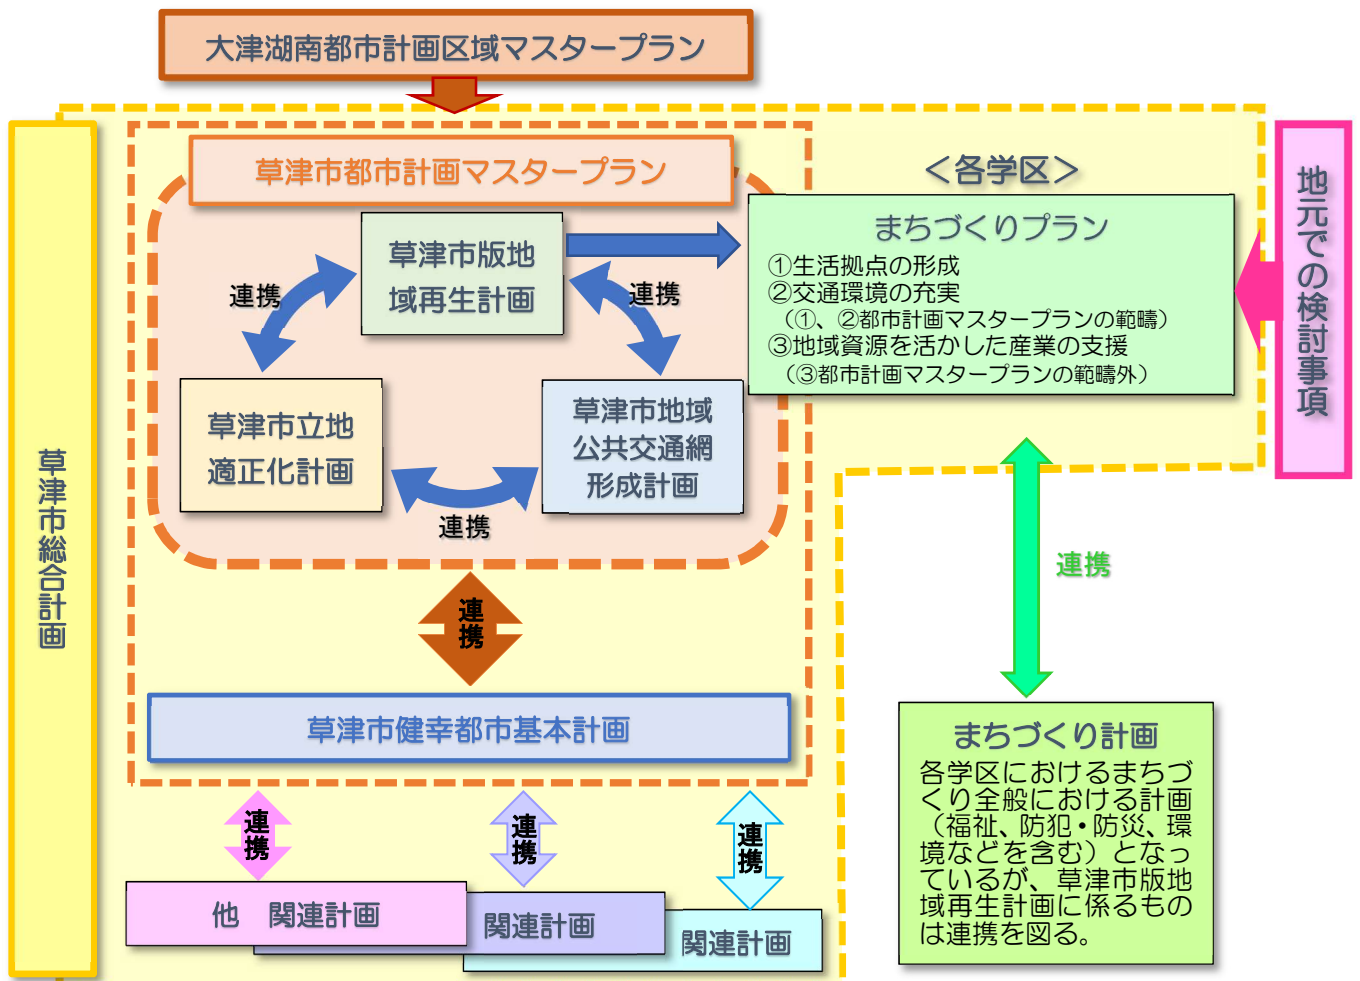 大津湖南都市計画区域マスタープラン
草津市総合計画
草津市都市計画マスタープラン
草津市版地
域再生計画
連携
連携
草津市立地
適正化計画
草津市地域
公共交通網
形成計画
連携
連携
草津市健幸都市基本計画
連携
連携
連携
他　関連計画
関連計画
関連計画
＜各学区＞
まちづくりプラン
①生活拠点の形成
②交通環境の充実
（①、②都市計画マスタープランの範疇）
③地域資源を活かした産業の支援
（③都市計画マスタープランの範疇外）
地元での検討事項
連携
まちづくり計画
各学区におけるまちづ
くり全般における計画
（福祉、防犯・防災、環
境などを含む）となっ
ているが、草津市版地
域再生計画に係るもの
は連携を図る。